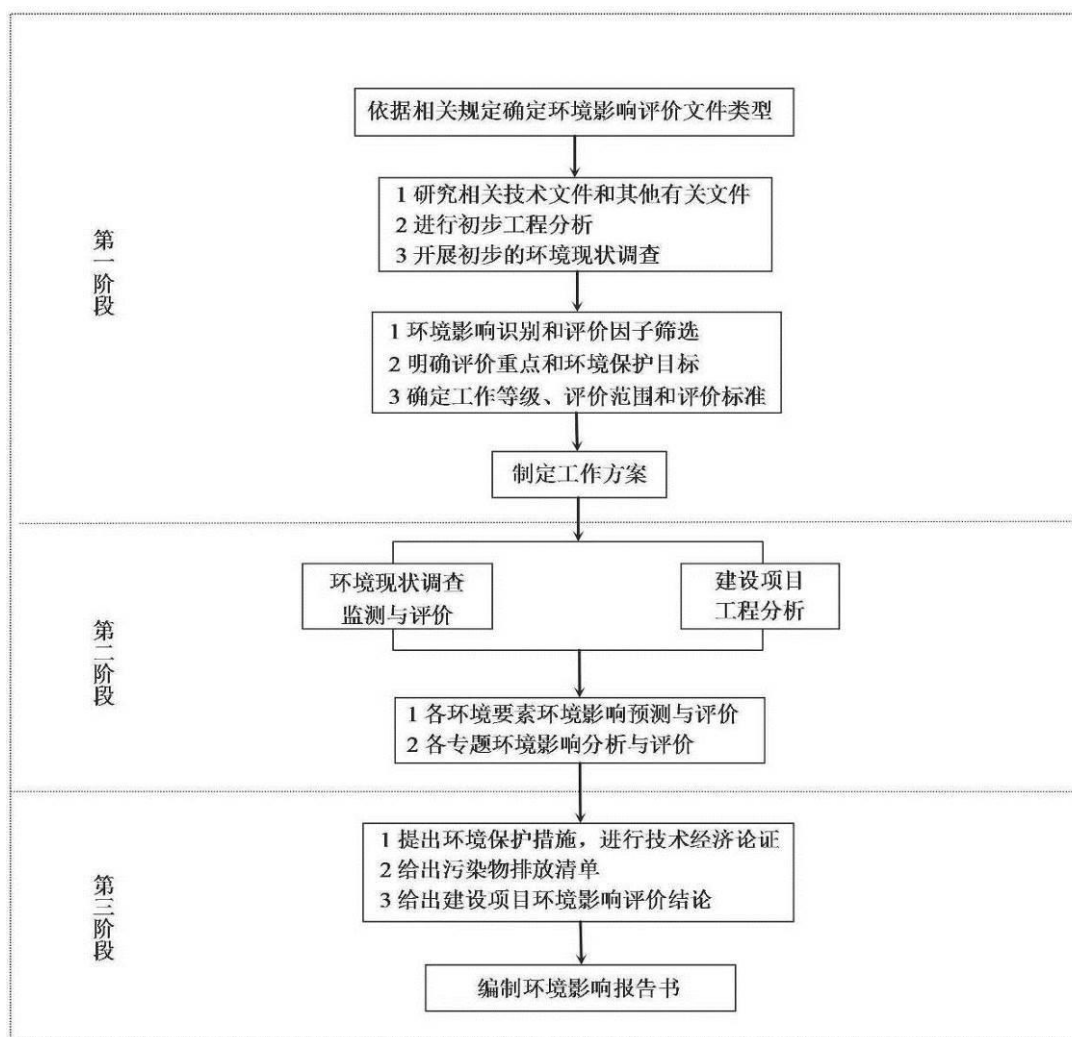 依据相关规定确定环境影响评价文件类型
1 研究相关技术文件和其他有关文件
2 进行初步工程分析
3 开展初步的环境现状调查
第一阶段
1 环境影响识别和评价因子筛选
2 明确评价重点和环境保护目标
3 确定工作等级、评价范围和评价标准
制定工作方案
环境现状调查
监测与评价
建设项目
工程分析
第二阶段
1 各环境要素环境影响预测与评价
2 各专题环境影响分析与评价
1 提出环境保护措施，进行技术经济论证
2 给出污染物排放清单
3 给出建设项目环境影响评价结论
第三阶段
编制环境影响报告书